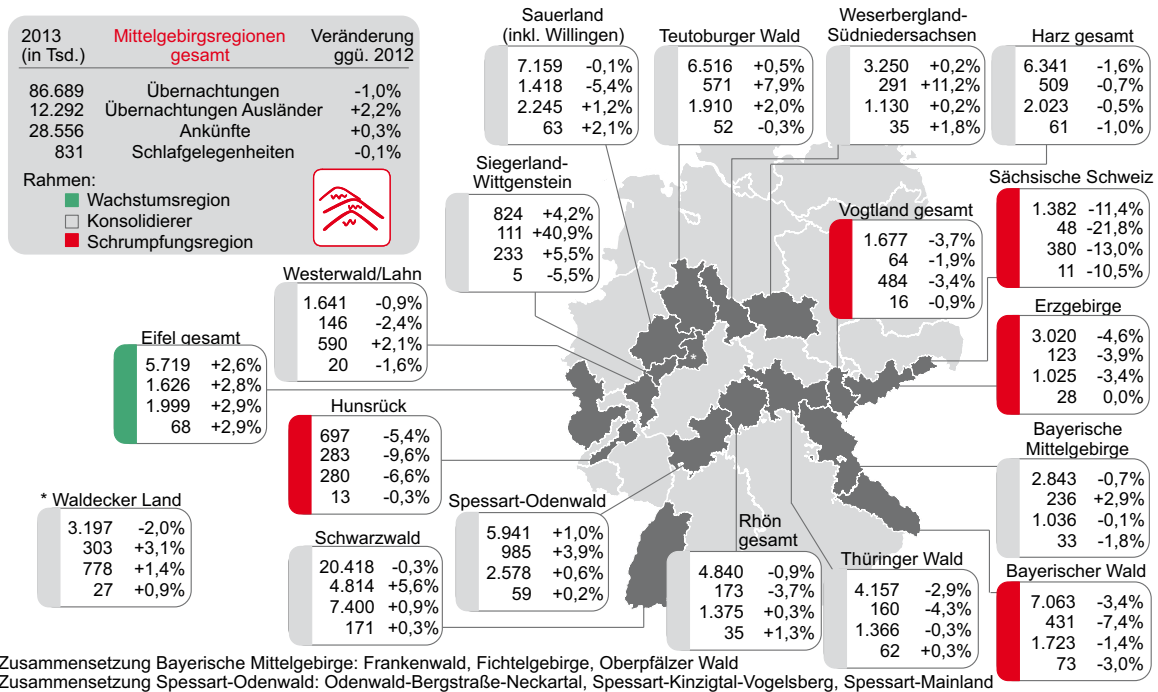 2013 Mittelgebirgsregionen Veränderung
(in Tsd.) gesamt ggü. 2012
86.689 Übernachtungen -1,0%
12.292 Übernachtungen Ausländer +2,2%
28.556 Ankünfte +0,3%
831 Schlafgelegenheiten -0,1%
Rahmen:
Wachstumsregion
Konsolidierer
Schrumpfungsregion
Sauerland
(inkl. Willingen)
7.159 -0,1%
1.418 -5,4%
2.245 +1,2%
63 +2,1%
Teutoburger Wald
6.516 +0,5%
571 +7,9%
1.910 +2,0%
52 -0,3%
Weserbergland-
Südniedersachsen
3.250 +0,2%
291 +11,2%
1.130 +0,2%
35 +1,8%
Harz gesamt
6.341 -1,6%
509 -0,7%
2.023 -0,5%
61 -1,0%
Siegerland-
Wittgenstein
824 +4,2%
111 +40,9%
233 +5,5%
5 -5,5%
Vogtland gesamt
1.677 -3,7%
64 -1,9%
484 -3,4%
16 -0,9%
Sächsische Schweiz
1.382 -11,4%
48 -21,8%
380 -13,0%
11 -10,5%
Westerwald/Lahn
1.641 -0,9%
146 -2,4%
590 +2,1%
20 -1,6%
Eifel gesamt
5.719 +2,6%
1.626 +2,8%
1.999 +2,9%
68 +2,9%
Erzgebirge
3.020 -4,6%
123 -3,9%
1.025 -3,4%
28 0,0%
Hunsrück
697 -5,4%
283 -9,6%
280 -6,6%
13 -0,3%
*
Bayerische
Mittelgebirge
2.843 -0,7%
236 +2,9%
1.036 -0,1%
33 -1,8%
* Waldecker Land
3.197 -2,0%
303 +3,1%
778 +1,4%
27 +0,9%
Schwarzwald
20.418 -0,3%
4.814 +5,6%
7.400 +0,9%
171 +0,3%
Spessart-Odenwald
5.941 +1,0%
985 +3,9%
2.578 +0,6%
59 +0,2%
Rhön
gesamt
4.840 -0,9%
173 -3,7%
1.375 +0,3%
35 +1,3%
Thüringer Wald
4.157 -2,9%
160 -4,3%
1.366 -0,3%
62 +0,3%
Bayerischer Wald
7.063 -3,4%
431 -7,4%
1.723 -1,4%
73 -3,0%
Zusammensetzung Bayerische Mittelgebirge: Frankenwald, Fichtelgebirge, Oberpfälzer Wald
Zusammensetzung Spessart-Odenwald: Odenwald-Bergstraße-Neckartal, Spessart-Kinzigtal-Vogelsberg, Spessart-Mainland